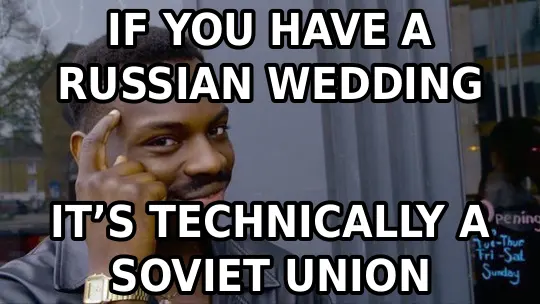 IF YOU HAVE A
RUSSIAN WEDDING
IT’S TECHNICALLY A
SOVIET UNION
Opening
Tue-Thur
Fri-Sat
Sunday